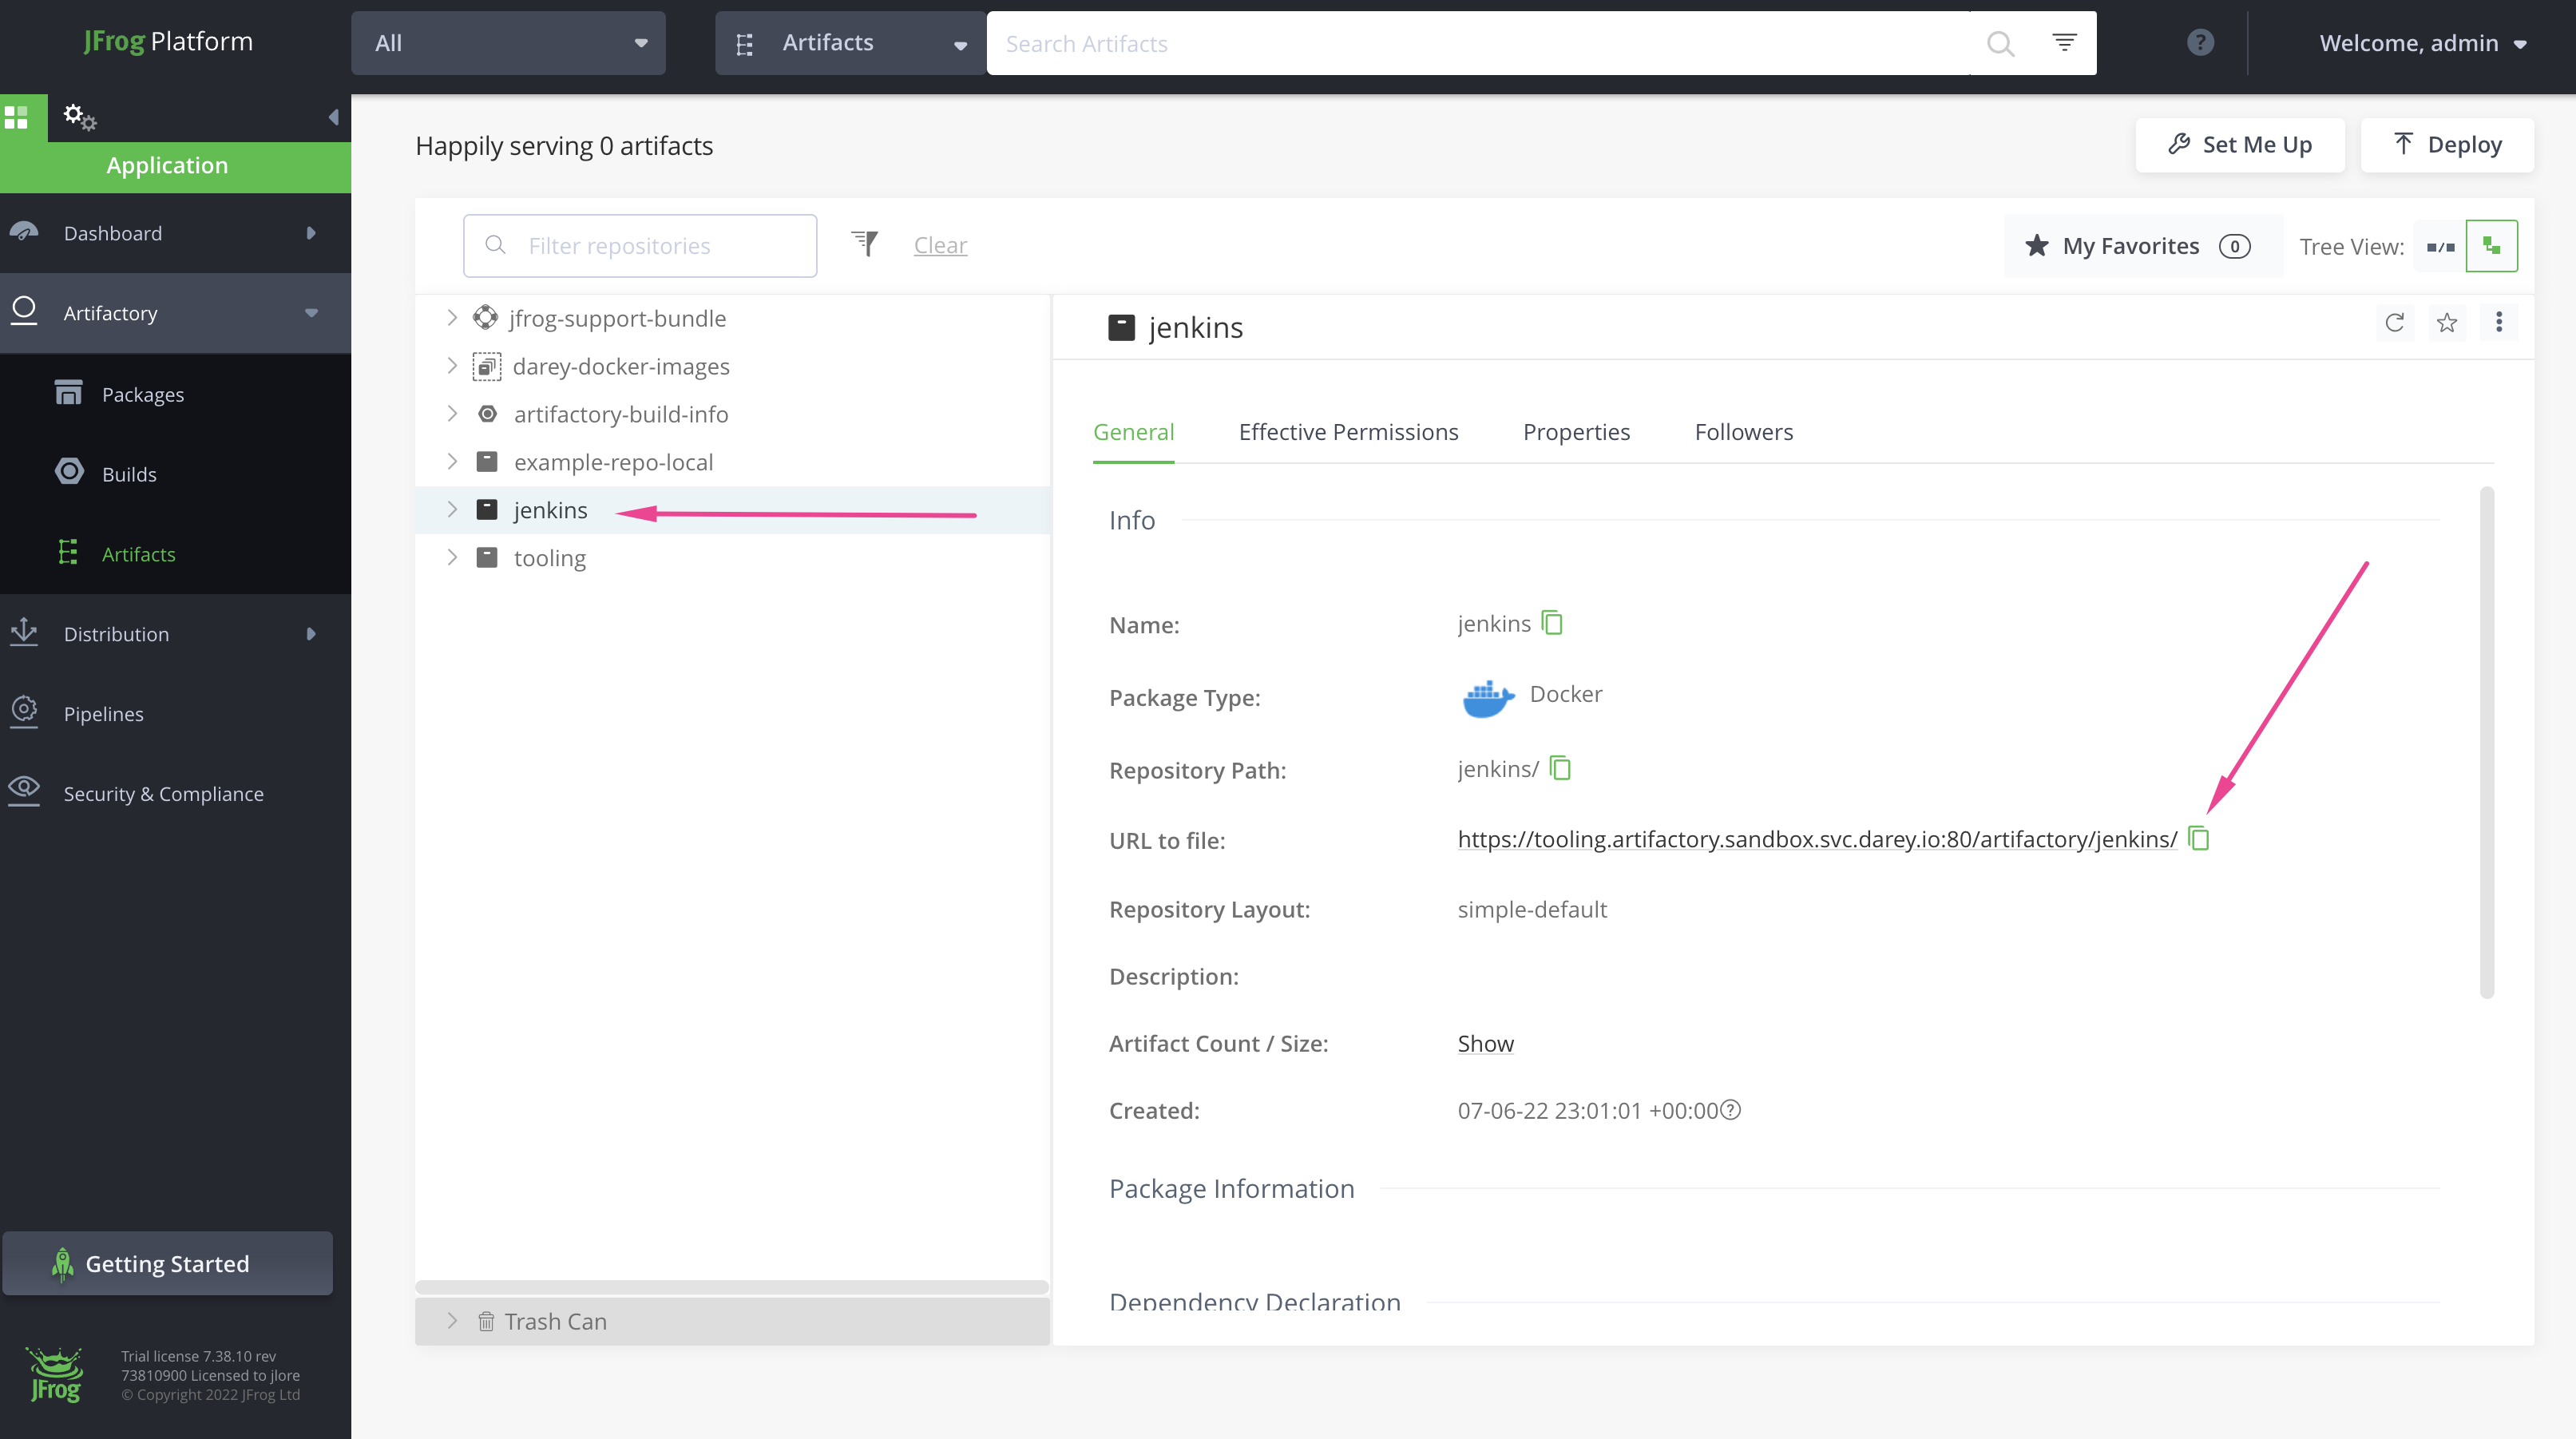 JFrog Platform
All
Artifacts
Search Artifacts
?
Welcome, admin
Application
Dashboard
Artifactory
Packages
Builds
Artifacts
Distribution
Pipelines
Security & Compliance
Getting Started
JFrog
Trial license 7.38.10 rev
73810900 Licensed to jlore
© Copyright 2022 JFrog Ltd
Happily serving 0 artifacts
Set Me Up
Deploy
Filter repositories
Clear
My Favorites 0
Tree View:
jfrog-support-bundle
darey-docker-images
artifactory-build-info
example-repo-local
jenkins
tooling
Trash Can
jenkins
General
Effective Permissions
Properties
Followers
Info
Name: jenkins
Package Type: Docker
Repository Path: jenkins/
URL to file: https://tooling.artifactory.sandbox.svc.darey.io:80/artifactory/jenkins/
Repository Layout: simple-default
Description:
Artifact Count / Size: Show
Created: 07-06-22 23:01:01 +00:00 ?
Package Information
Dependency Declaration